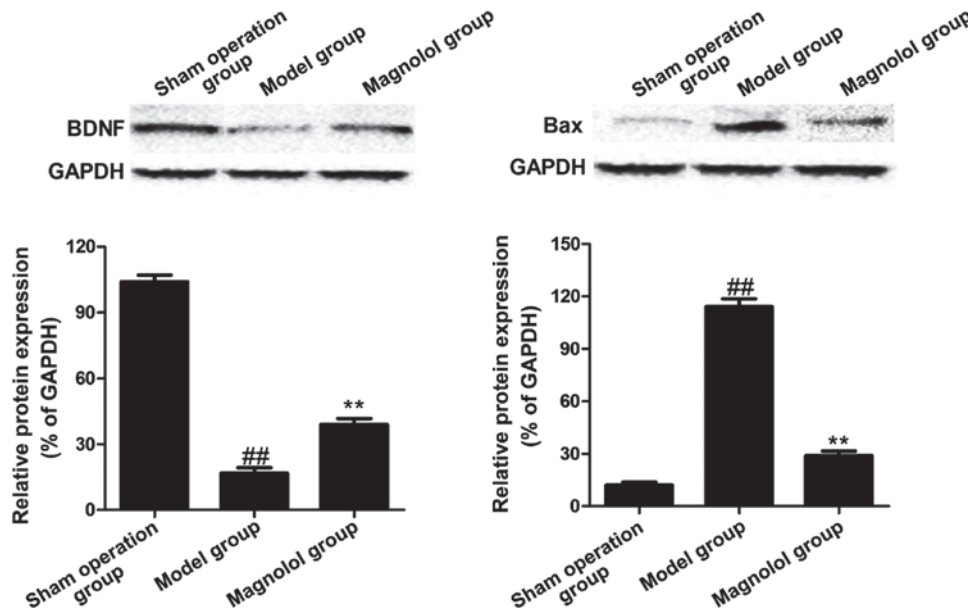 Sham operation
group
Model group
Magnolol group
BDNF
GAPDH
Relative protein expression
(% of GAPDH)
120
90
60
30
0
##
**
Sham operation
group
Model group
Magnolol group
Sham operation
group
Model group
Magnolol group
Bax
GAPDH
Relative protein expression
(% of GAPDH)
150
120
90
60
30
0
##
**
Sham operation
group
Model group
Magnolol group